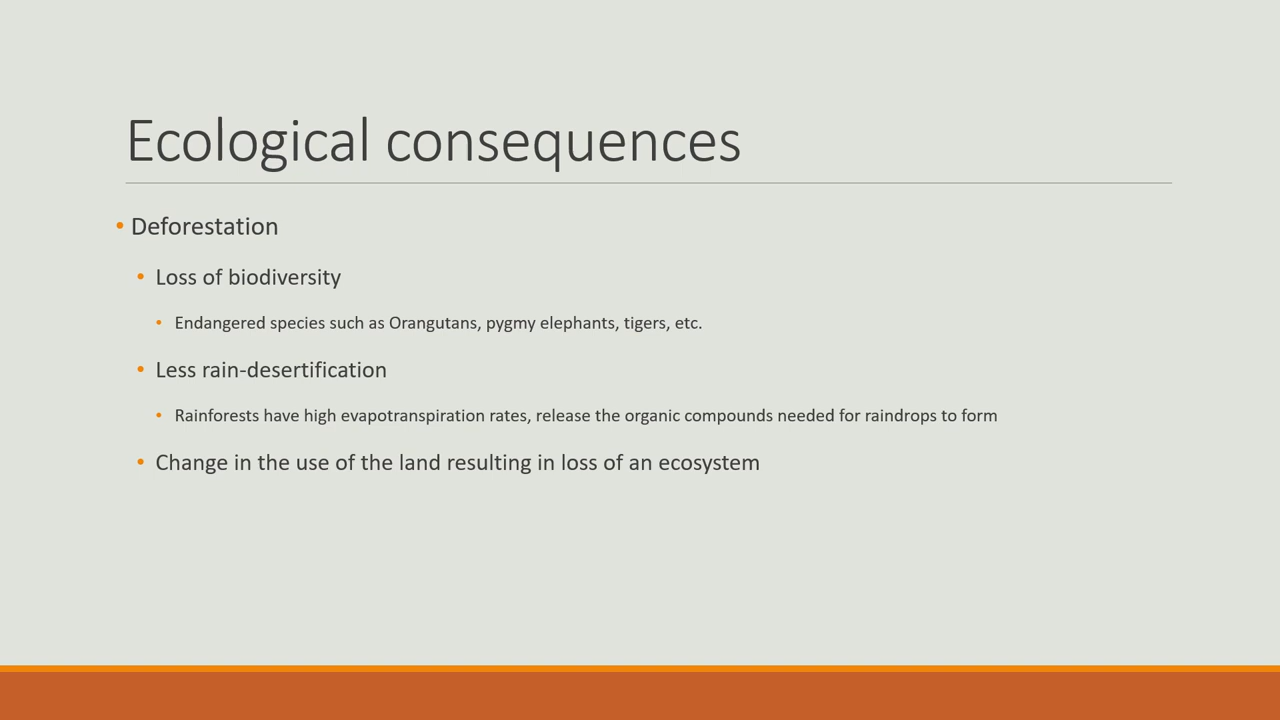 Ecological consequences
• Deforestation
• Loss of biodiversity
• Endangered species such as Orangutans, pygmy elephants, tigers, etc.
• Less rain-desertification
• Rainforests have high evapotranspiration rates, release the organic compounds needed for raindrops to form
• Change in the use of the land resulting in loss of an ecosystem